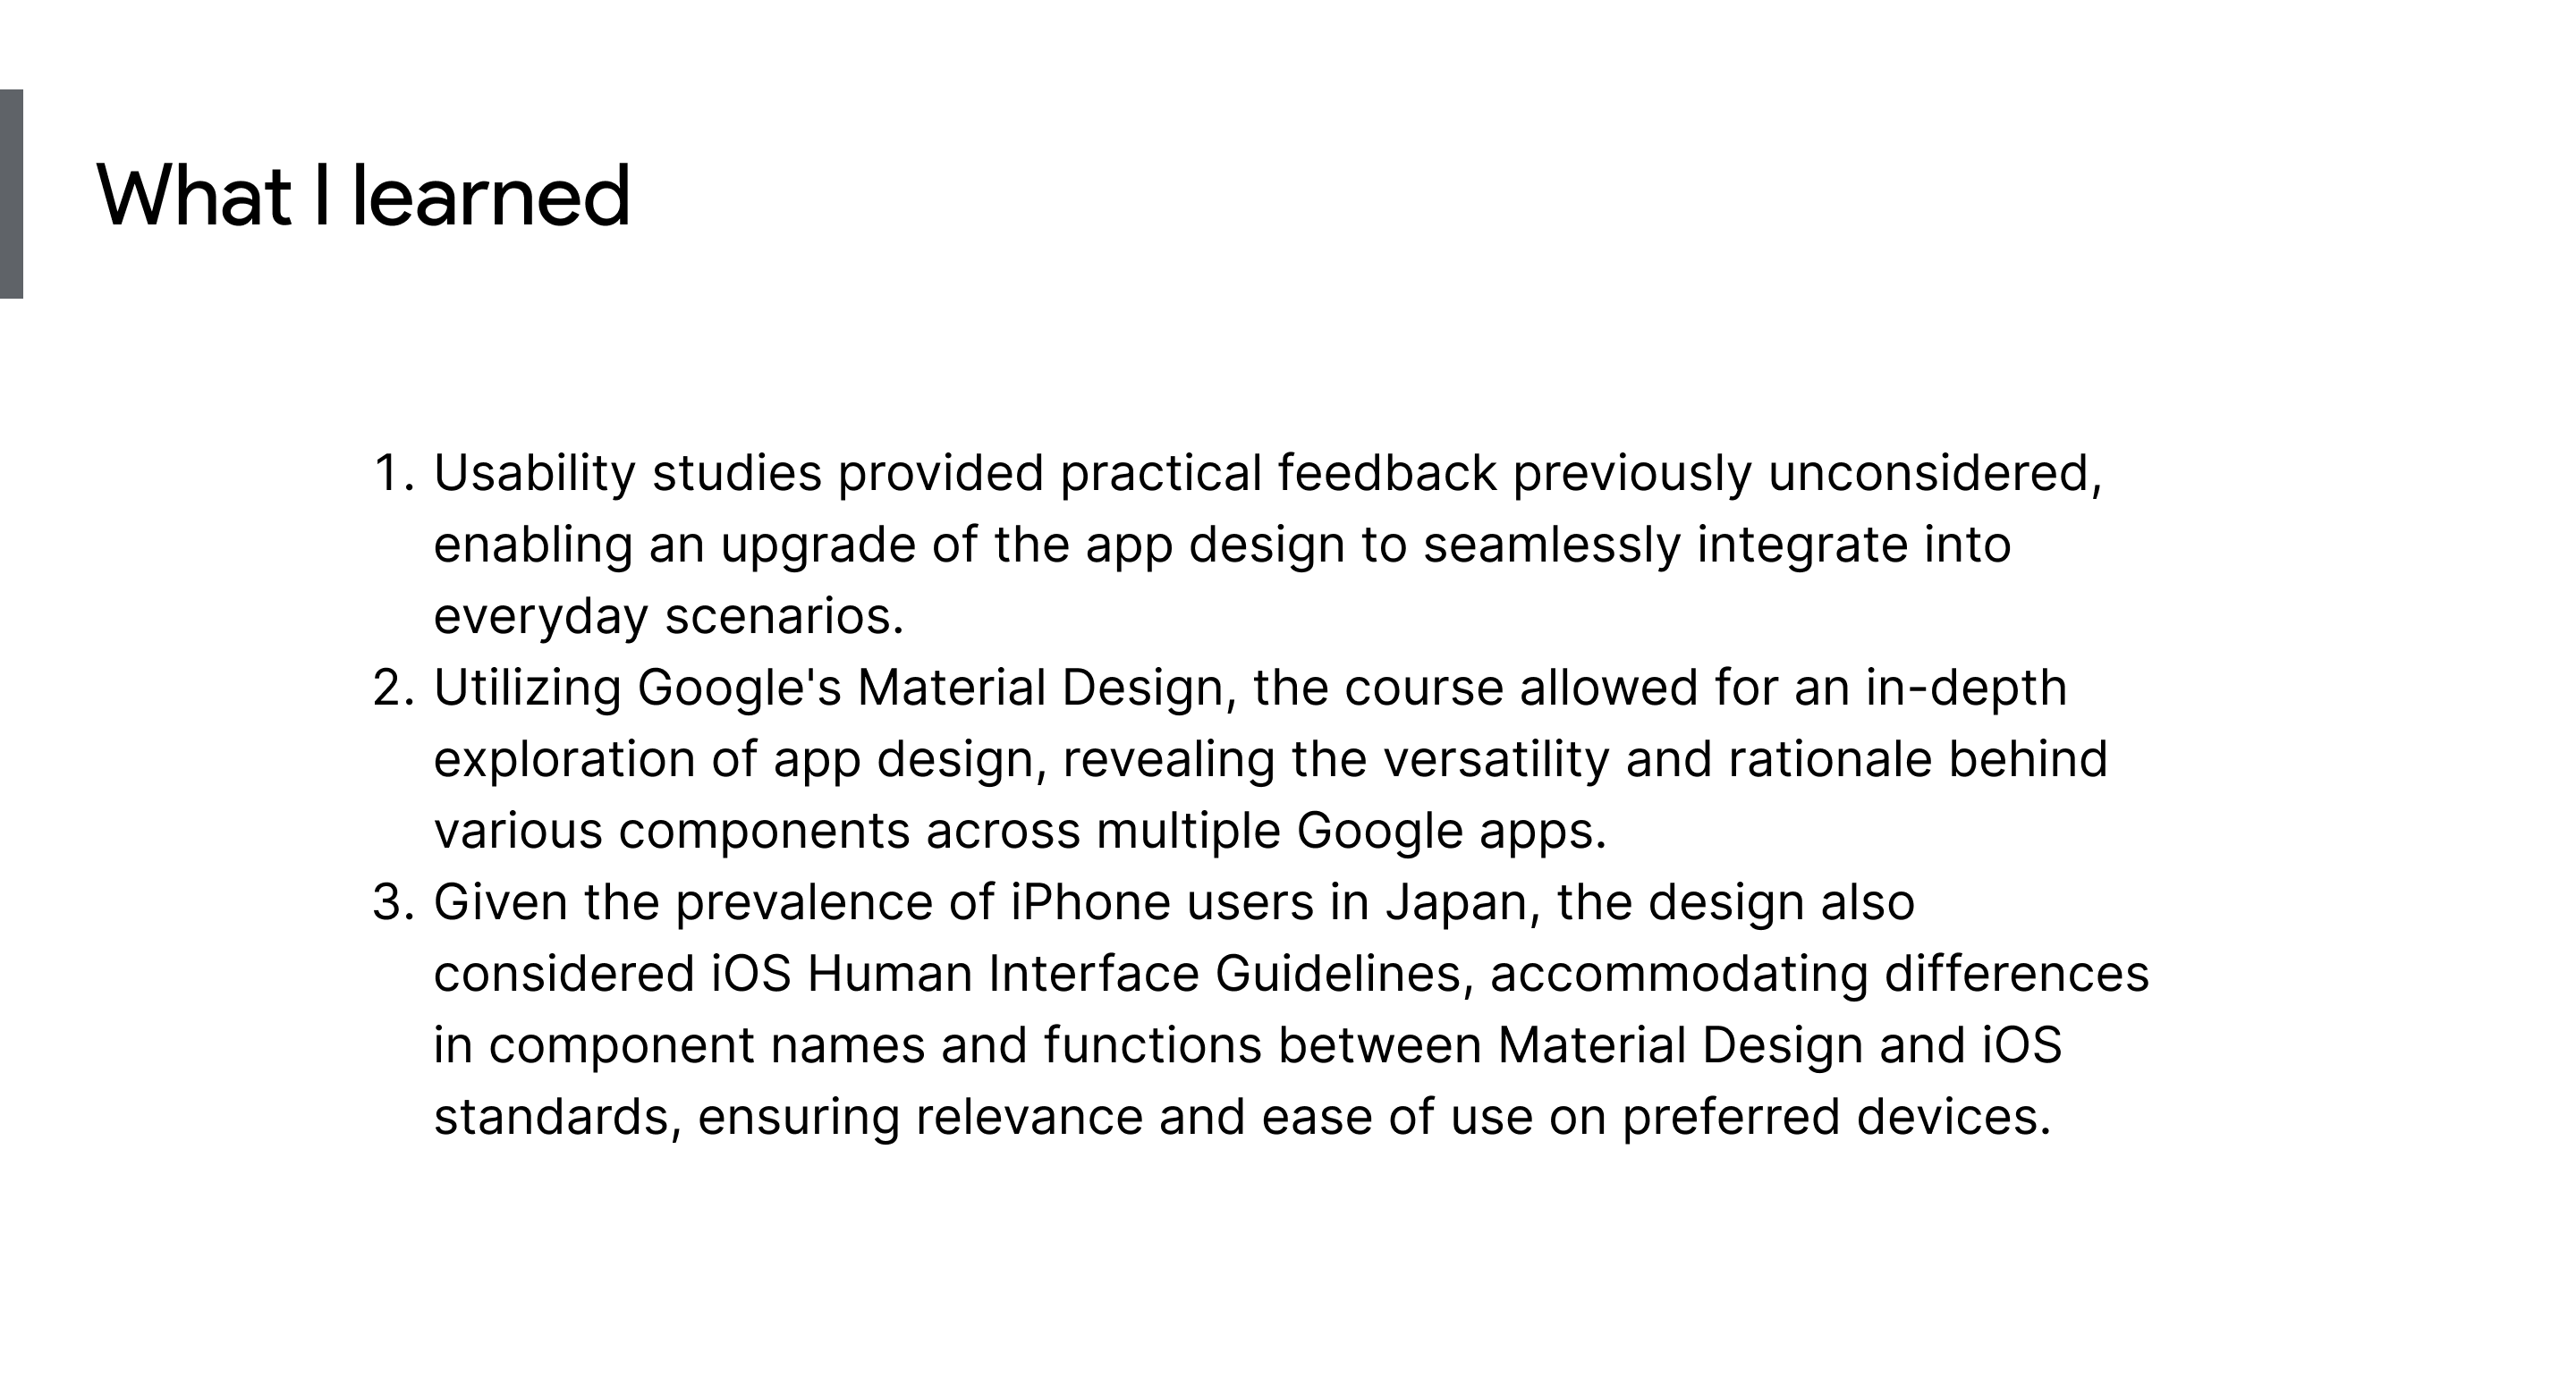 What I learned
1. Usability studies provided practical feedback previously unconsidered,
enabling an upgrade of the app design to seamlessly integrate into
everyday scenarios.
2. Utilizing Google's Material Design, the course allowed for an in-depth
exploration of app design, revealing the versatility and rationale behind
various components across multiple Google apps.
3. Given the prevalence of iPhone users in Japan, the design also
considered iOS Human Interface Guidelines, accommodating differences
in component names and functions between Material Design and iOS
standards, ensuring relevance and ease of use on preferred devices.